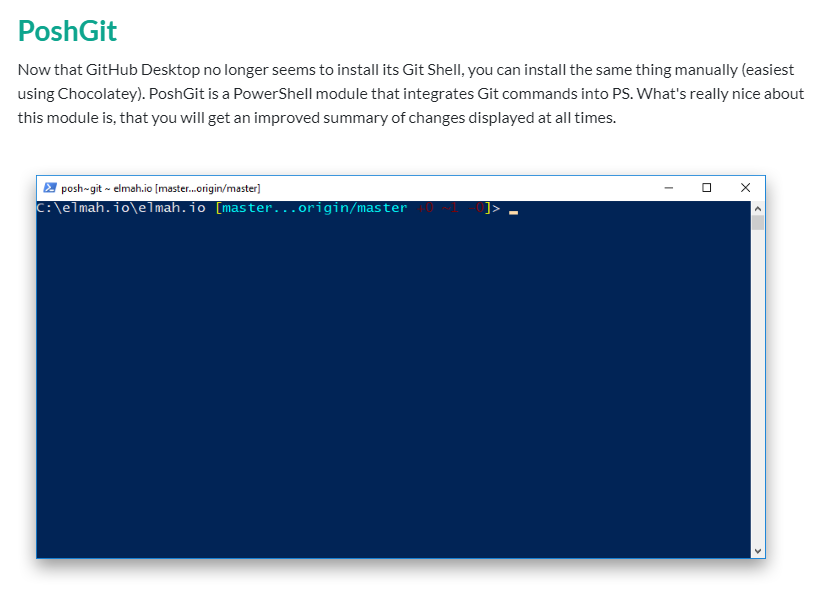 PoshGit
Now that GitHub Desktop no longer seems to install its Git Shell, you can install the same thing manually (easiest
using Chocolatey). PoshGit is a PowerShell module that integrates Git commands into PS. What's really nice about
this module is, that you will get an improved summary of changes displayed at all times.
posh~git ~ elmah.io [master...origin/master]
C:\elmah.io\elmah.io [master...origin/master +0 ~1 -0]>